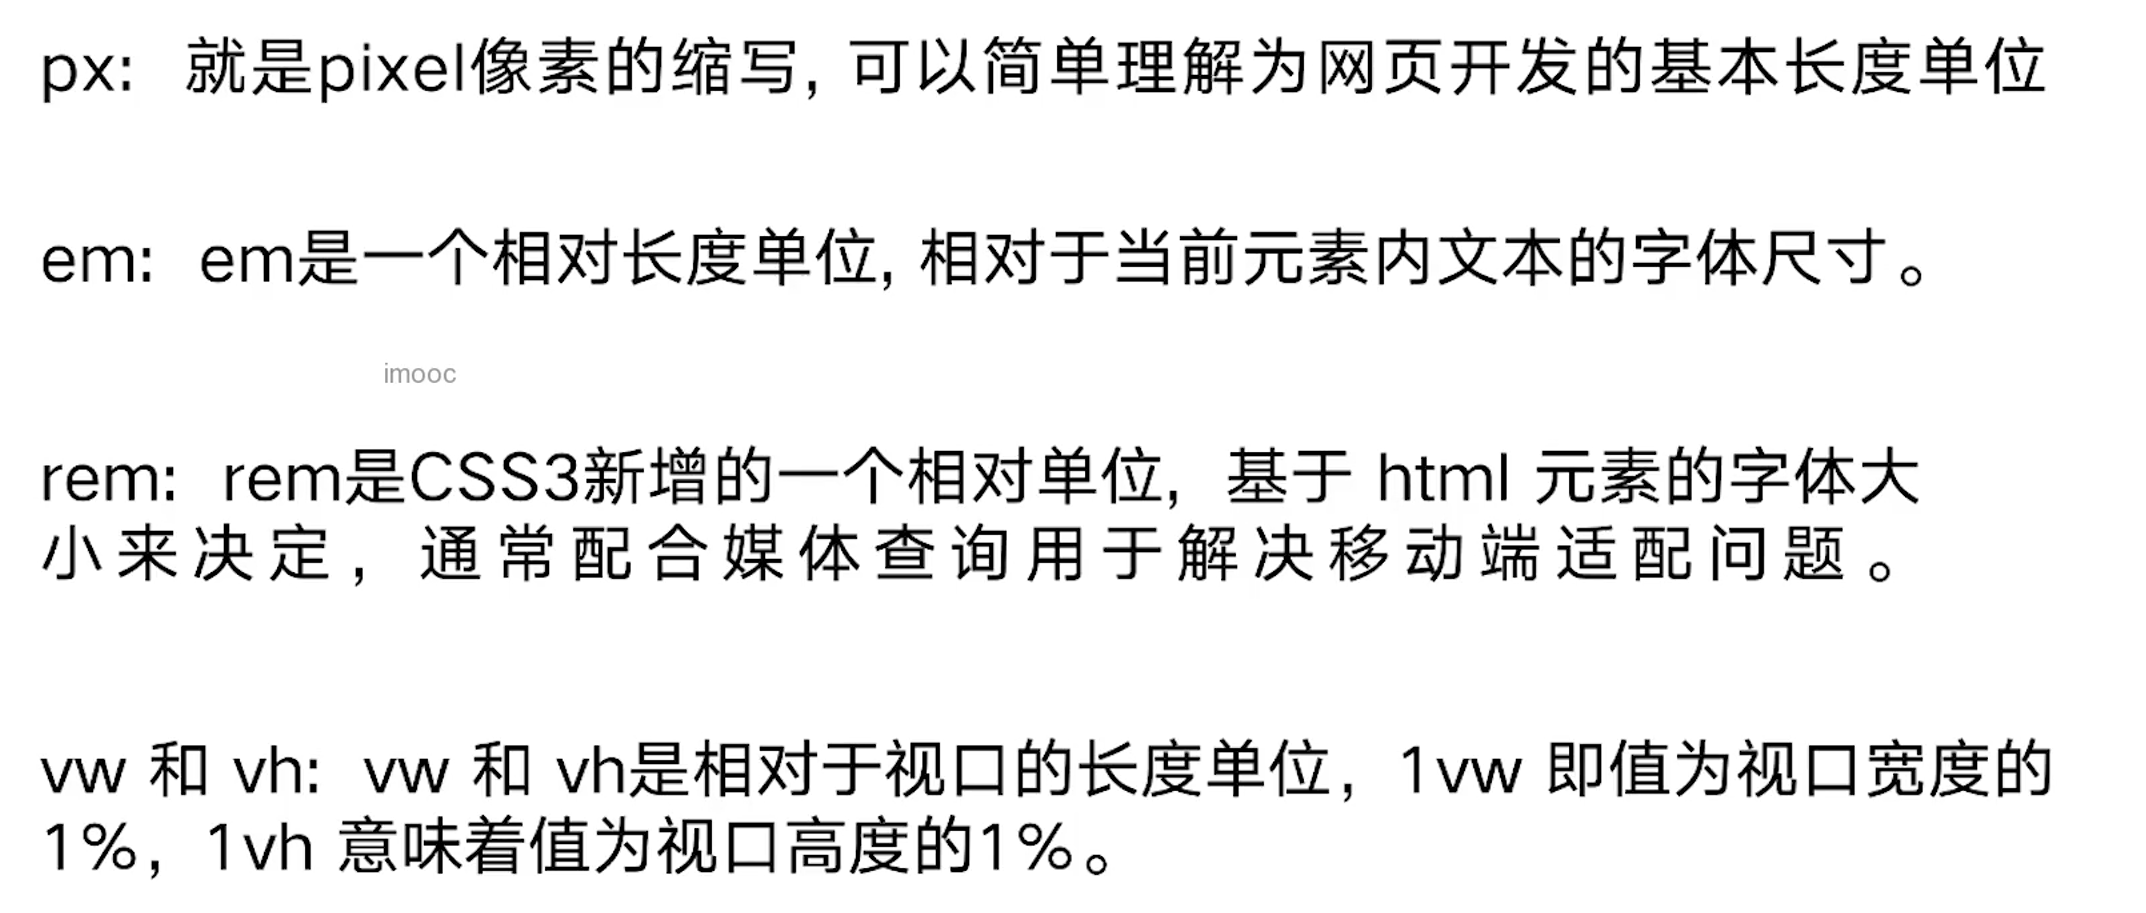 px: 就是pixel像素的缩写, 可以简单理解为网页开发的基本长度单位
em: em是一个相对长度单位, 相对于当前元素内文本的字体尺寸。
imooc
rem: rem是CSS3新增的一个相对单位，基于 html 元素的字体大
小来决定，通常配合媒体查询用于解决移动端适配问题。
vw 和 vh: vw 和 vh是相对于视口的长度单位，1vw 即值为视口宽度的
1%，1vh 意味着值为视口高度的1%。